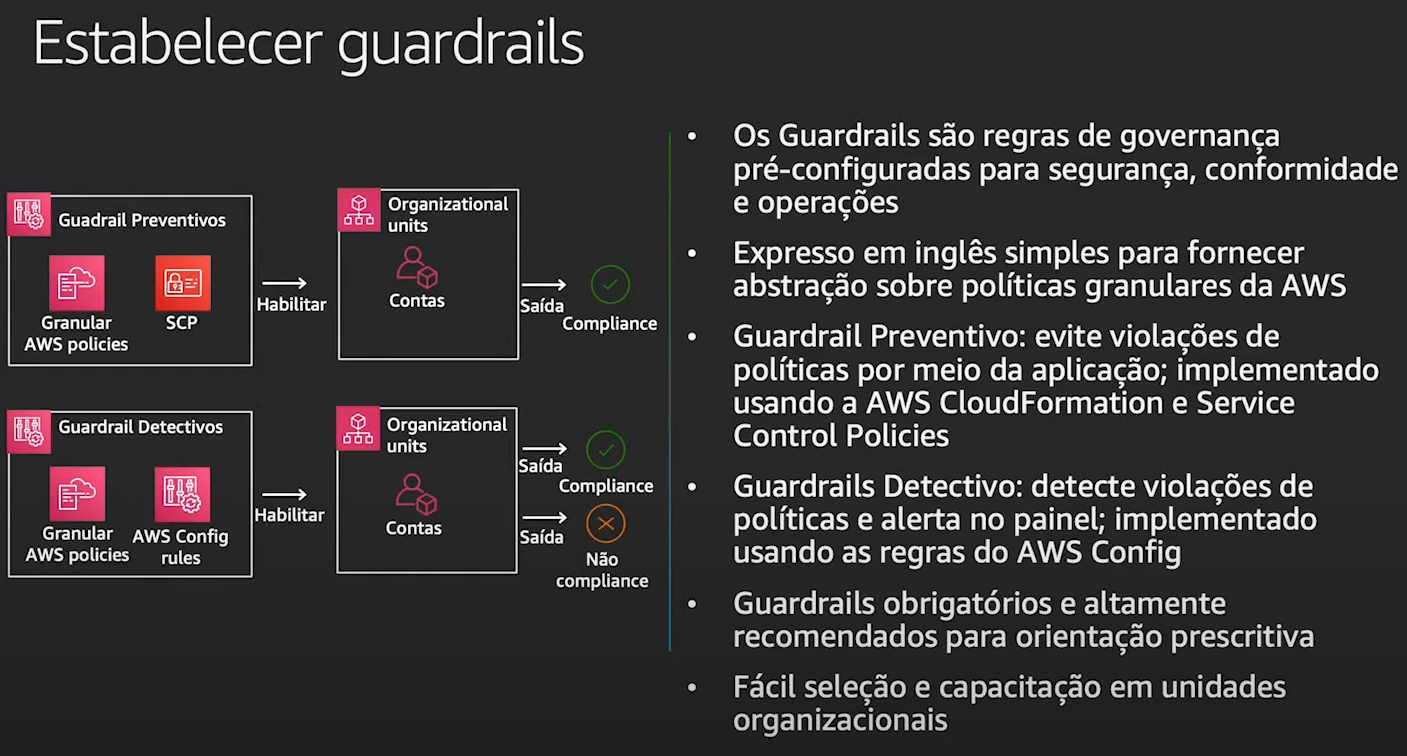 Estabelecer guardrails
Guadrail Preventivos
Granular
AWS policies
SCP
Habilitar
Organizational
units
Contas
Saída
Compliance
Guardrail Detectivos
Granular
AWS policies
AWS Config
rules
Habilitar
Organizational
units
Contas
Saída
Compliance
Saída
Não
compliance
• Os Guardrails são regras de governança
pré-configuradas para segurança, conformidade
e operações
• Expresso em inglês simples para fornecer
abstração sobre políticas granulares da AWS
• Guardrail Preventivo: evite violações de
políticas por meio da aplicação; implementado
usando a AWS CloudFormation e Service
Control Policies
• Guardrails Detectivo: detecte violações de
políticas e alerta no painel; implementado
usando as regras do AWS Config
• Guardrails obrigatórios e altamente
recomendados para orientação prescritiva
• Fácil seleção e capacitação em unidades
organizacionais